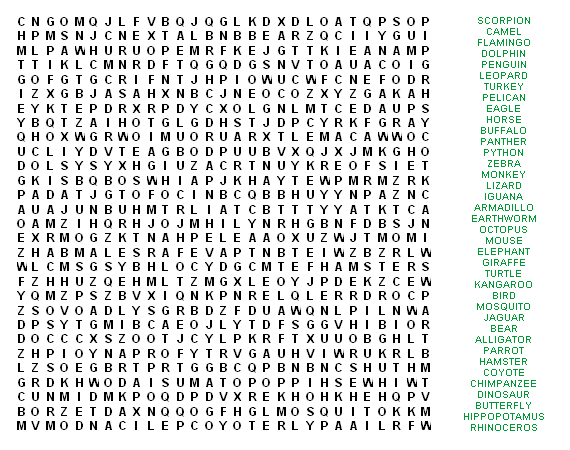 C N G O M Q J L F V B Q J Q G L K D X D L O A T Q P S O P
H P M S N J C N E X T A L B N B B E A R Z Q C I I Y G U I
M L P A W H U R U O P E M R F K E J G T T K I E A N A M P
T T I K L C M N R D F T Q G Q D G S N V T O A U A C O I G
G O F G T G C R I F N T J H P I O W U C W F C N E F O D R
I Z X G B J A S A H X N B C J N E O C O Z X Y Z G A K A H
E Y K T E P D R X R P D Y C X O L G N L M T C E D A U P S
Y B Q T Z A I H O T G L G D H S T J D P C Y R K F G R A Y
Q H O X W G R W O I M U O R U A R X T L E M A C A W W O C
U C L I Y D V T E A G B O D P U U B V X Q J X J M K G H O
D O L S Y S Y X H G I U Z A C R T N U Y K R E O F S I E T
G K I S B Q B O S W H I A P J K H A Y T E W P M R M Z R K
P A D A T J G T O F O C I N B C Q B B H U Y Y N P A Z N C
A U A J U N B U H M T R L I A T C B T T T Y Y A T K T C A
O A M Z I H Q R H J O J M H I L Y N R H G B N F D B S J N
E X R M O G Z K T N A H P E L E A A O X U Z W J T M O M I
Z H A B M A L E S R A F E V A P T N B T E I W Z B Z R L W
W L C M S G S Y B H L O C Y D G C M T E F H A M S T E R S
F Z H H U Z Q E H M L T Z M G X L E O Y J P D E K Z C E W
Y Q M Z P S Z B V X I Q N K P N R E L Q L E R R D R O C P
Z S O V O A D L Y S G R B D Z F D U A W Q N L P I L N W A
D P S Y T G M I B C A E O J L Y T D F S G G V H I B I O R
D O C C C X S Z O O T J C Y L P K R F T X U U O B G H L T
Z H P I O Y N A P R O F Y T R V G A U H V I W R U K R L B
L Z S O E G B R T P R T G G B C Q P B N B N C S H U T H M
G R D K H W O D A I S U M A T O P O P P I H S E W H I W T
C U N M I D M K P O Q D P D V X R E K H O H K H E H Q P V
B O R Z E T D A X N Q Q O G F H G L M O S Q U I T O K K M
M V M O D N A C I L E P C O Y O T E R L Y P A A I L R F W
SCORPION
CAMEL
FLAMINGO
DOLPHIN
PENGUIN
LEOPARD
TURKEY
PELICAN
EAGLE
HORSE
BUFFALO
PANTHER
PYTHON
ZEBRA
MONKEY
LIZARD
IGUANA
ARMADILLO
EARTHWORM
OCTOPUS
MOUSE
ELEPHANT
GIRAFFE
TURTLE
KANGAROO
BIRD
MOSQUITO
JAGUAR
BEAR
ALLIGATOR
PARROT
HAMSTER
COYOTE
CHIMPANZEE
DINOSAUR
BUTTERFLY
HIPPOPOTAMUS
RHINOCEROS